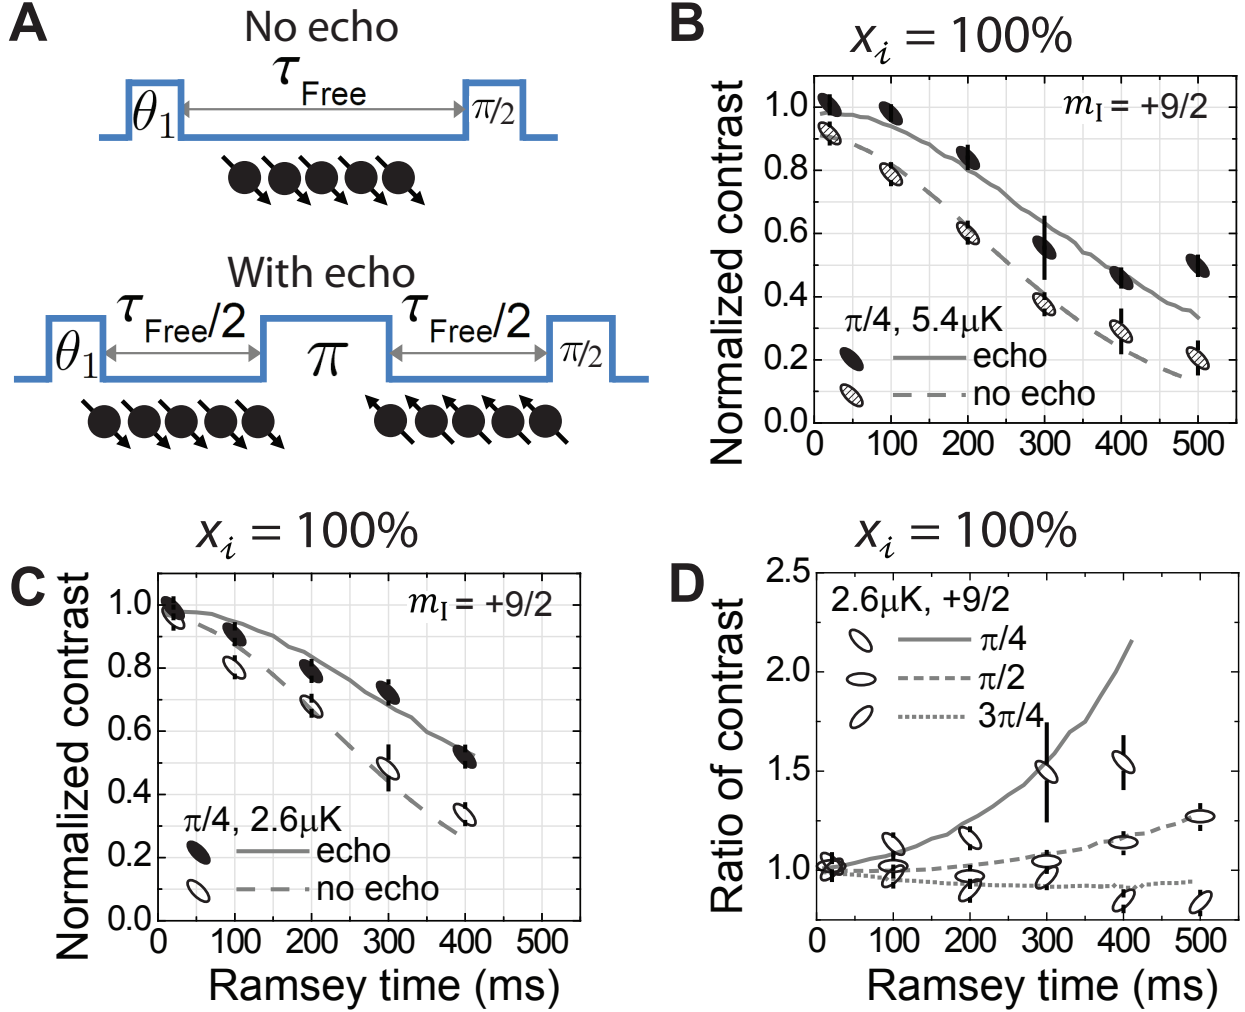 A
No echo
θ1
τFree
π/2
With echo
θ1
τFree/2
π
τFree/2
π/2
B
xi = 100%
Normalized contrast
1.0
0.8
0.6
0.4
0.2
0.0
mI = +9/2
π/4, 5.4μK
echo
no echo
0 100 200 300 400 500
C
xi = 100%
Normalized contrast
1.0
0.8
0.6
0.4
0.2
0.0
mI = +9/2
π/4, 2.6μK
echo
no echo
0 100 200 300 400 500
Ramsey time (ms)
D
xi = 100%
Ratio of contrast
2.5
2.0
1.5
1.0
2.6μK, +9/2
π/4
π/2
3π/4
0 100 200 300 400 500
Ramsey time (ms)